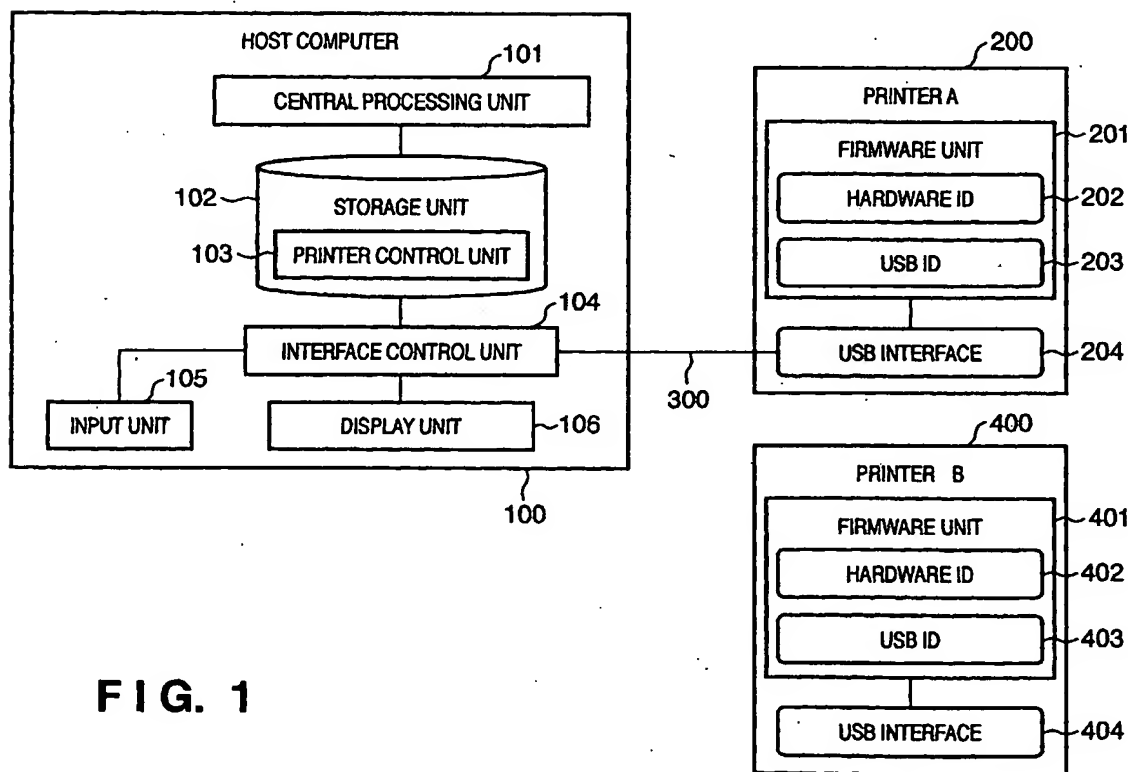 HOST COMPUTER
101
CENTRAL PROCESSING UNIT
102
STORAGE UNIT
103
PRINTER CONTROL UNIT
104
INTERFACE CONTROL UNIT
105
INPUT UNIT
DISPLAY UNIT
106
100
300
200
PRINTER A
201
FIRMWARE UNIT
HARDWARE ID
202
USB ID
203
USB INTERFACE
204
400
PRINTER B
401
FIRMWARE UNIT
HARDWARE ID
402
USB ID
403
USB INTERFACE
404
FIG. 1